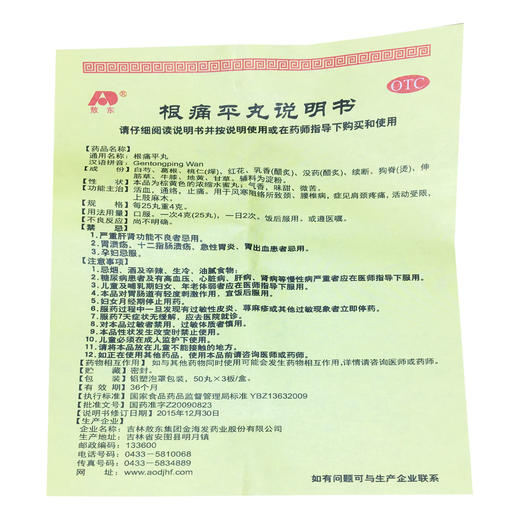 敖东®
OTC
根痛平丸说明书
请仔细阅读说明书并按说明使用或在药师指导下购买和使用
【药品名称】
通用名称：根痛平丸
汉语拼音：Gentongping Wan
【成 份】白芍、葛根、桃仁(燀)、红花、乳香(醋炙)、没药(醋炙)、续断、狗脊(烫)、伸
筋草、牛膝、地黄、甘草。辅料为淀粉。
【性 状】本品为棕黄色的浓缩水蜜丸；气香，味甜、微苦。
【功能主治】活血，通络，止痛。用于风寒阻络所致颈、腰椎病，症见肩颈疼痛，活动受限，
上肢麻木。
【规 格】每25丸重4克。
【用法用量】口服。一次4克(25丸)，一日2次。饭后服用，或遵医嘱。
【不良反应】尚不明确。
【禁 忌】
1.严重肝肾功能不良者忌用。
2.胃溃疡、十二指肠溃疡、急性胃炎、胃出血患者忌用。
3.孕妇忌服。
【注意事项】
1.忌烟、酒及辛辣、生冷、油腻食物；
2.糖尿病患者及有高血压、心脏病、肝病、肾病等慢性病严重者应在医师指导下服用。
3.儿童及哺乳期妇女、年老体弱者应在医师指导下服用。
4.本品对胃肠道有轻度刺激作用，宜饭后服用。
5.妇女月经期停止用药。
6.服药过程中一旦发现有过敏性皮炎、荨麻疹或其他过敏现象者立即停药。
7.服药7天症状无缓解，应去医院就诊。
8.对本品过敏者禁用，过敏体质者慎用。
9.本品性状发生改变时禁止使用。
10.儿童必须在成人监护下使用。
11.请将本品放在儿童不能接触的地方。
12.如正在使用其他药品，使用本品前请咨询医师或药师。
【药物相互作用】如与其他药物同时使用可能会发生药物相互作用,详情请咨询医师或药师。
【贮 藏】密封。
【包 装】铝塑泡罩包装，50丸×3板/盒。
【有 效 期】36个月
【执行标准】国家食品药品监督管理局标准 YBZ13632009
【批准文号】国药准字Z20090823
【说明书修订日期】2015年12月30日
【生产企业】
企业名称：吉林敖东集团金海发药业股份有限公司
生产地址：吉林省安图县明月镇
邮政编码：133600
电话号码：0433-5810068
传真号码：0433-5834889
网 址：www.aodjhf.com
如有问题可与生产企业联系